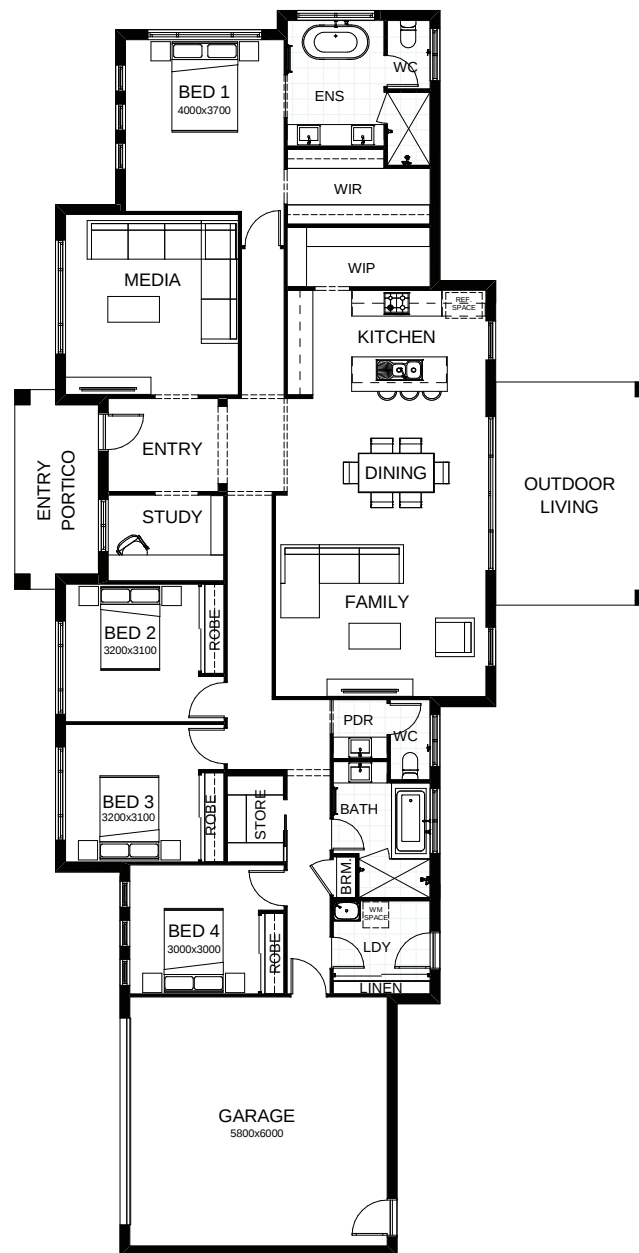 WC
BED 1
4000x3700
ENS
WIR
WIP
MEDIA
REF.
SPACE
KITCHEN
ENTRY
PORTICO
ENTRY
DINING
OUTDOOR
LIVING
STUDY
FAMILY
BED 2
3200x3100
ROBE
PDR
WC
BED 3
3200x3100
ROBE
STORE
BATH
BRM.
WM
SPACE
BED 4
3000x3000
ROBE
LDY
LINEN
GARAGE
5800x6000